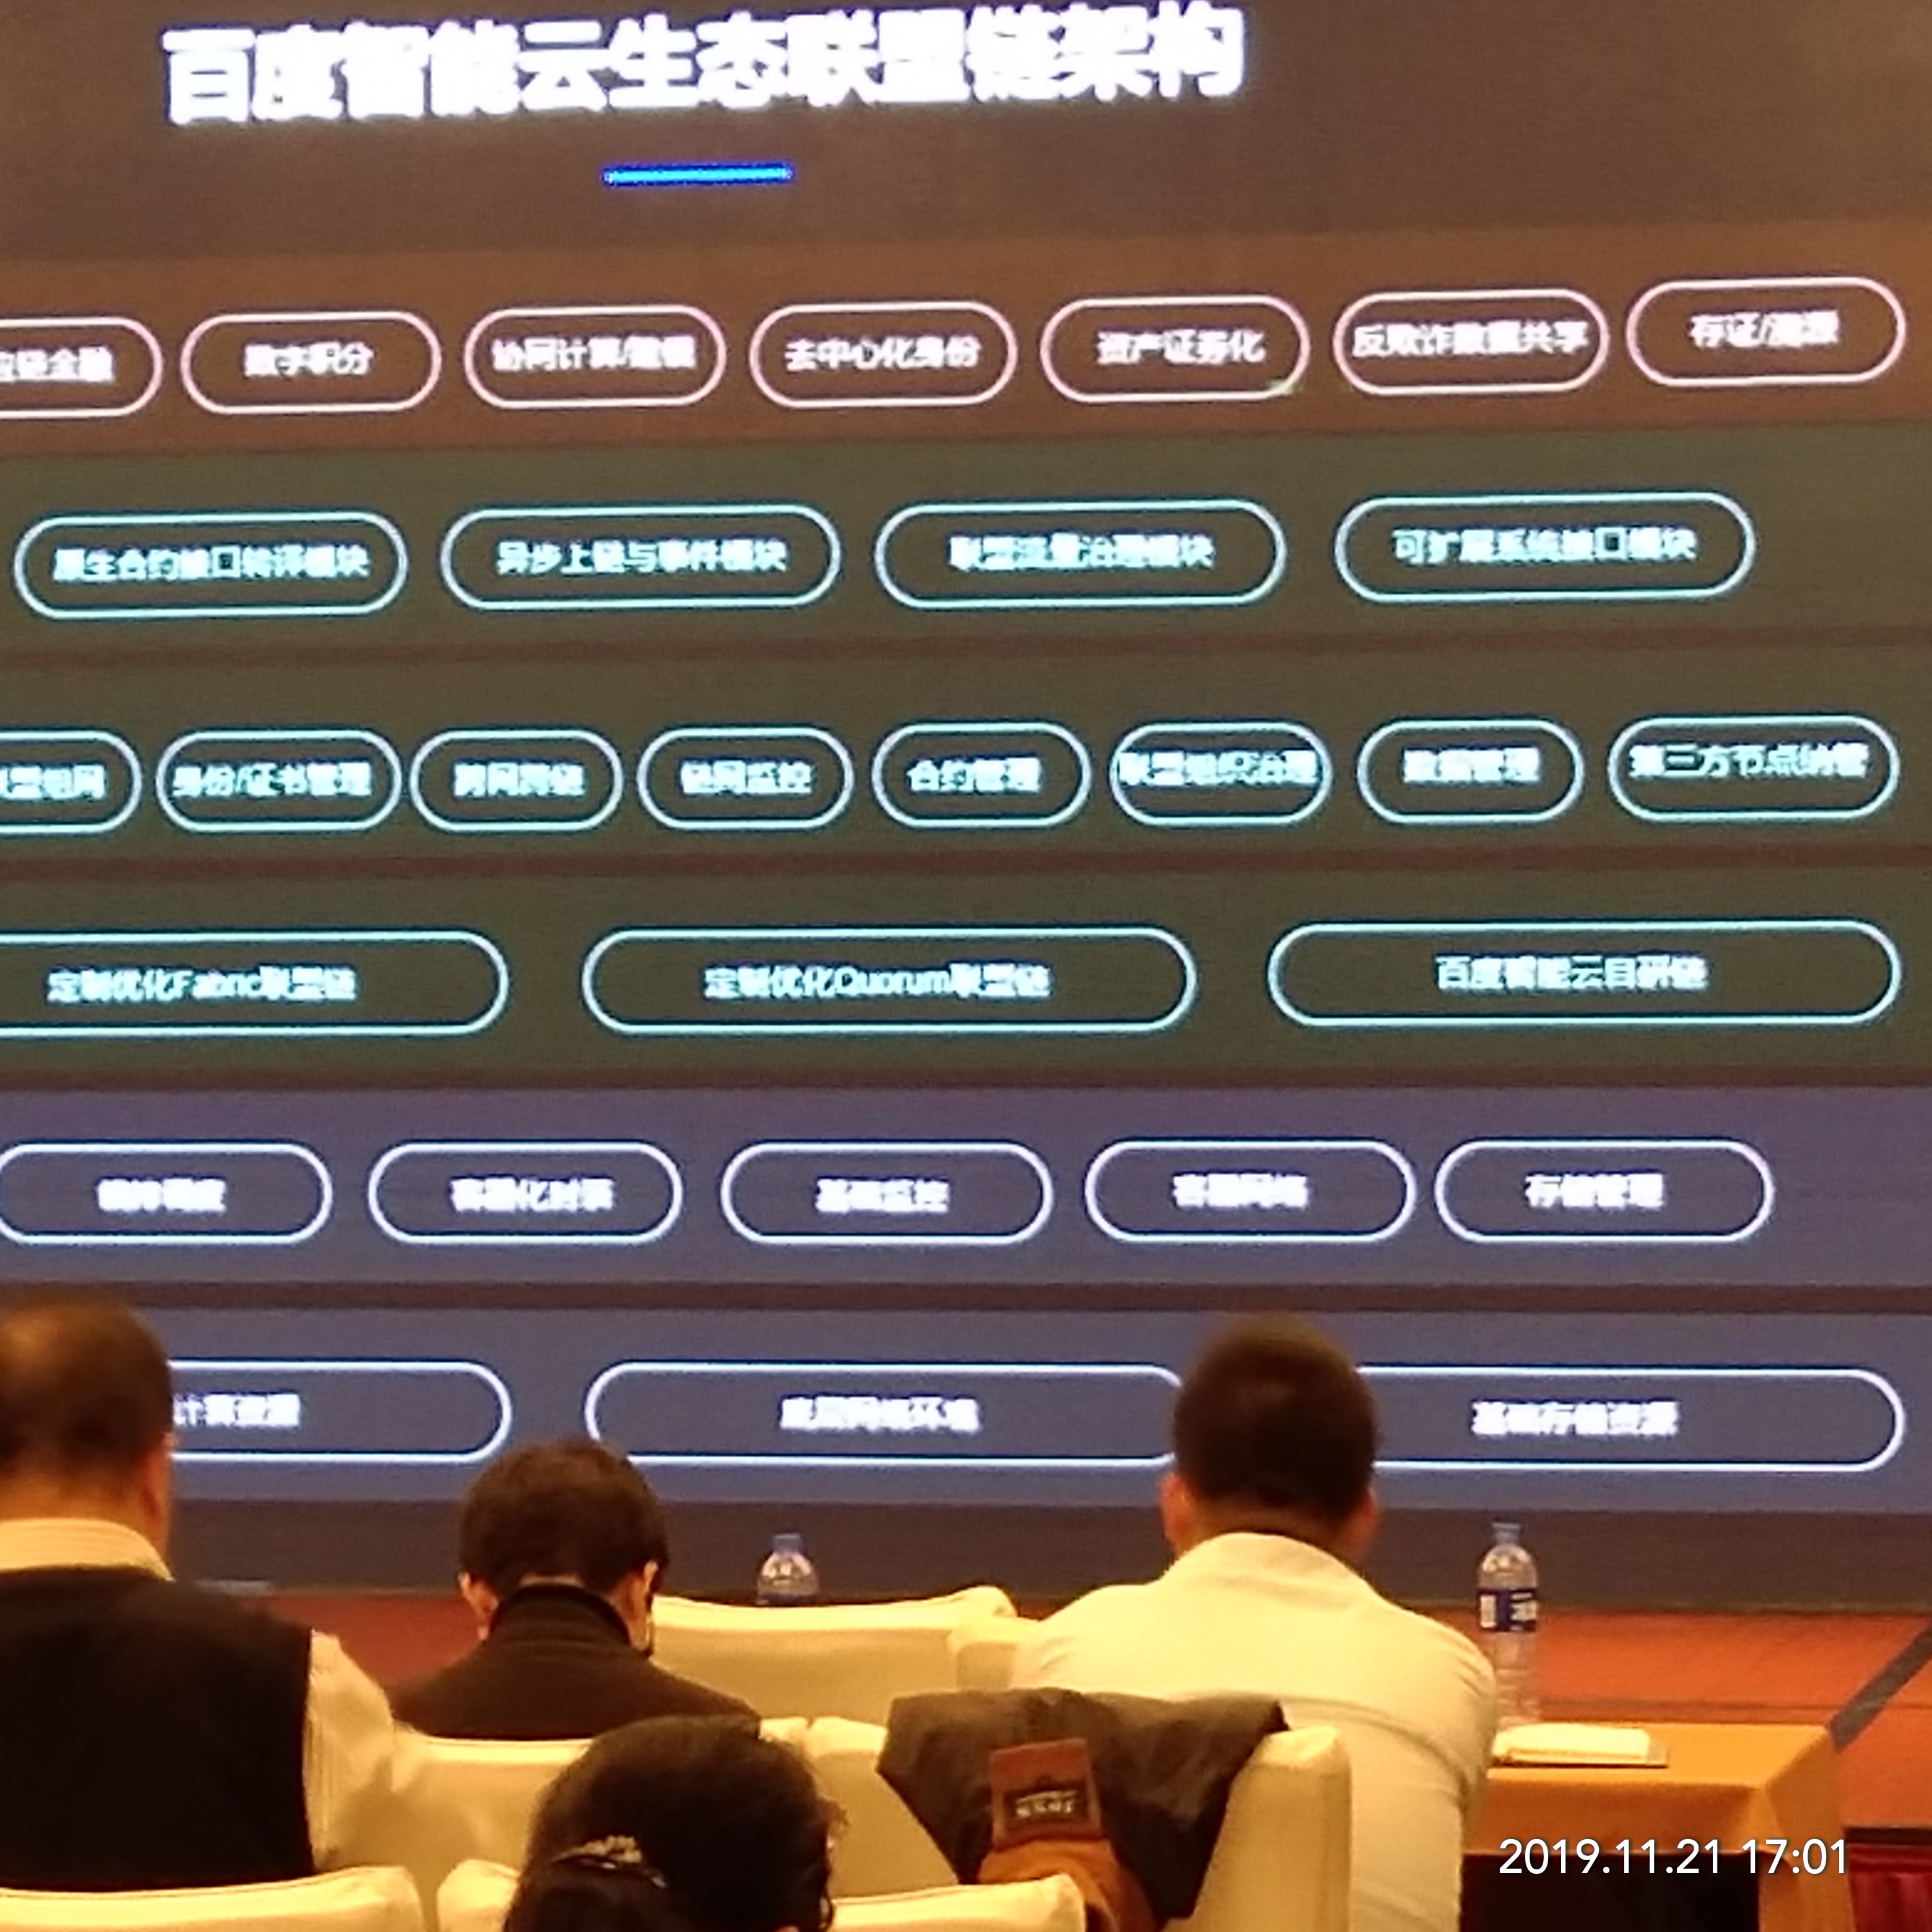 百度智能云生态联盟链架构
链金融 数字积分 协同计算/建模 去中心化身份 资产证券化 反欺诈数据共享 存证/溯源
原生合约接口转译模块 异步上链与事件模块 联盟流量治理模块 可扩展系统接口模块
联盟组网 身份/证书管理 跨网跨链 链网监控 合约管理 联盟组织治理 数据管理 第三方节点纳管
定制优化Fabric联盟链 定制优化Quorum联盟链 百度智能云自研链
容器化封装 基础监控 容器网络 存储管理
计算资源 底层网络环境 基础存储资源
2019.11.21 17:01